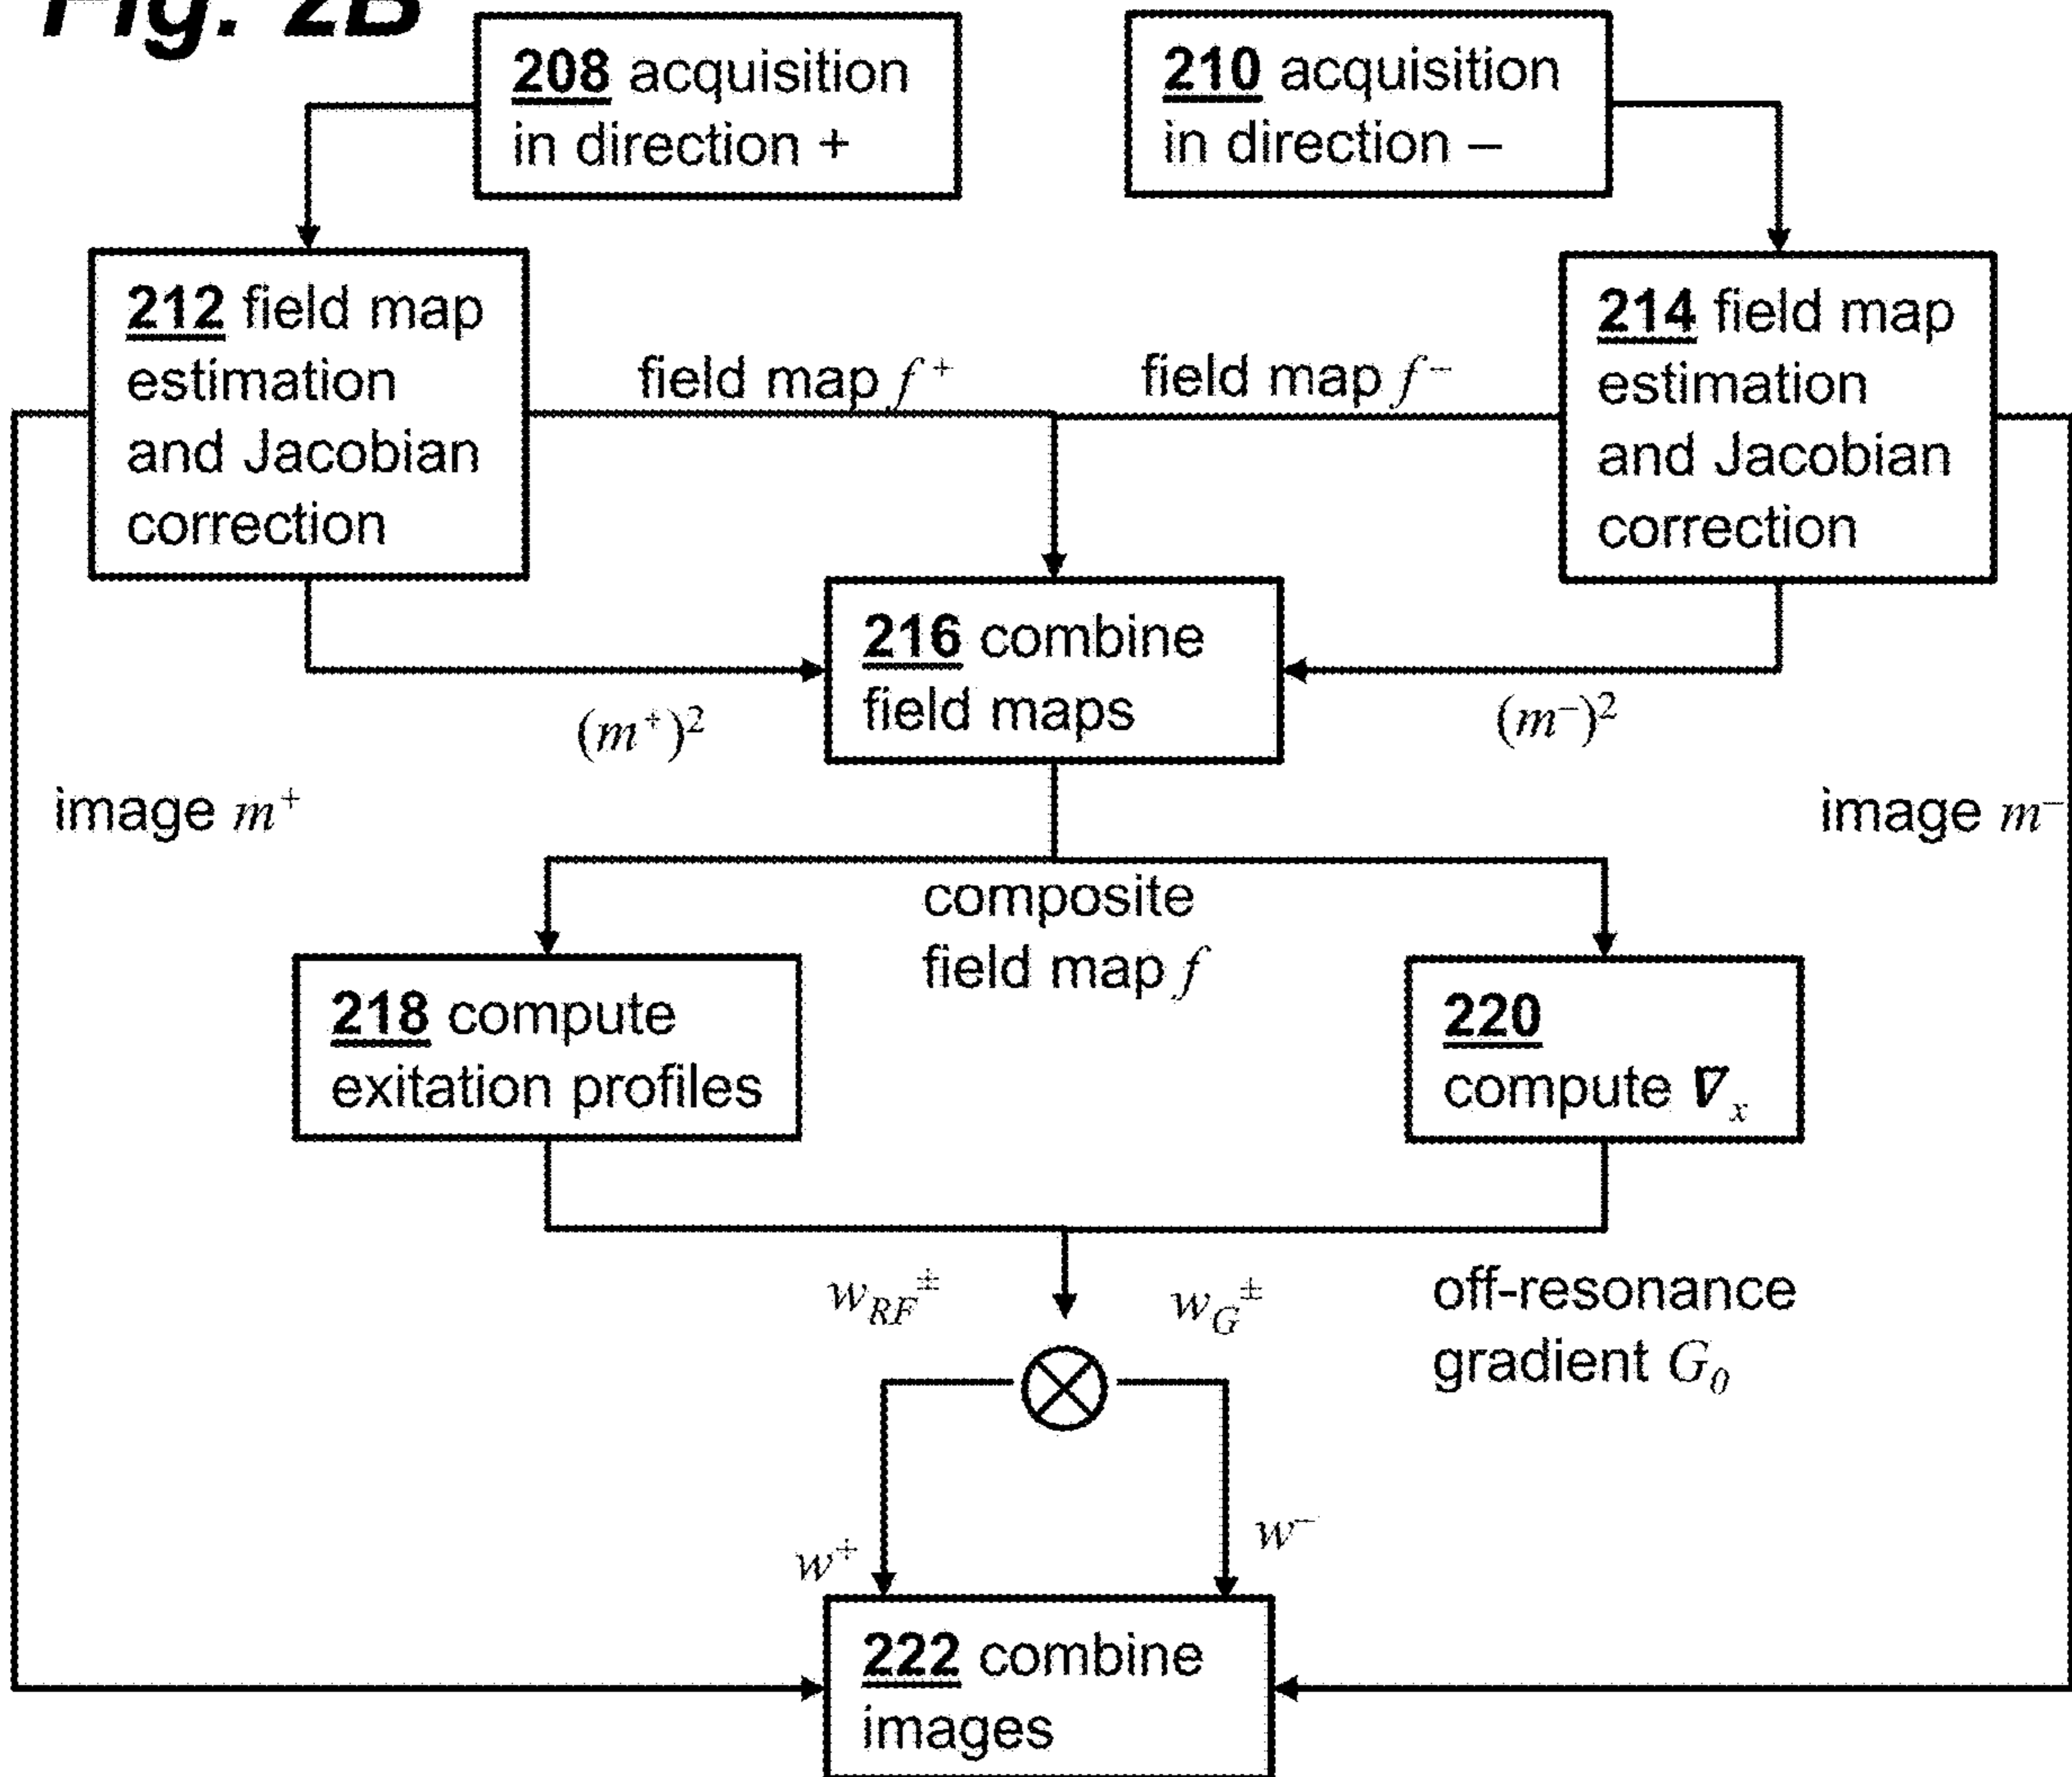 Fig. 2B
208 acquisition
in direction +
210 acquisition
in direction –
212 field map
estimation
and Jacobian
correction
field map f⁺
field map f⁻
214 field map
estimation
and Jacobian
correction
216 combine
field maps
(m⁺)²
(m⁻)²
image m⁺
image m⁻
composite
field map f
218 compute
exitation profiles
220
compute ∇ₓ
w_RF^±
w_G^±
off-resonance
gradient G₀
w⁺
w⁻
222 combine
images